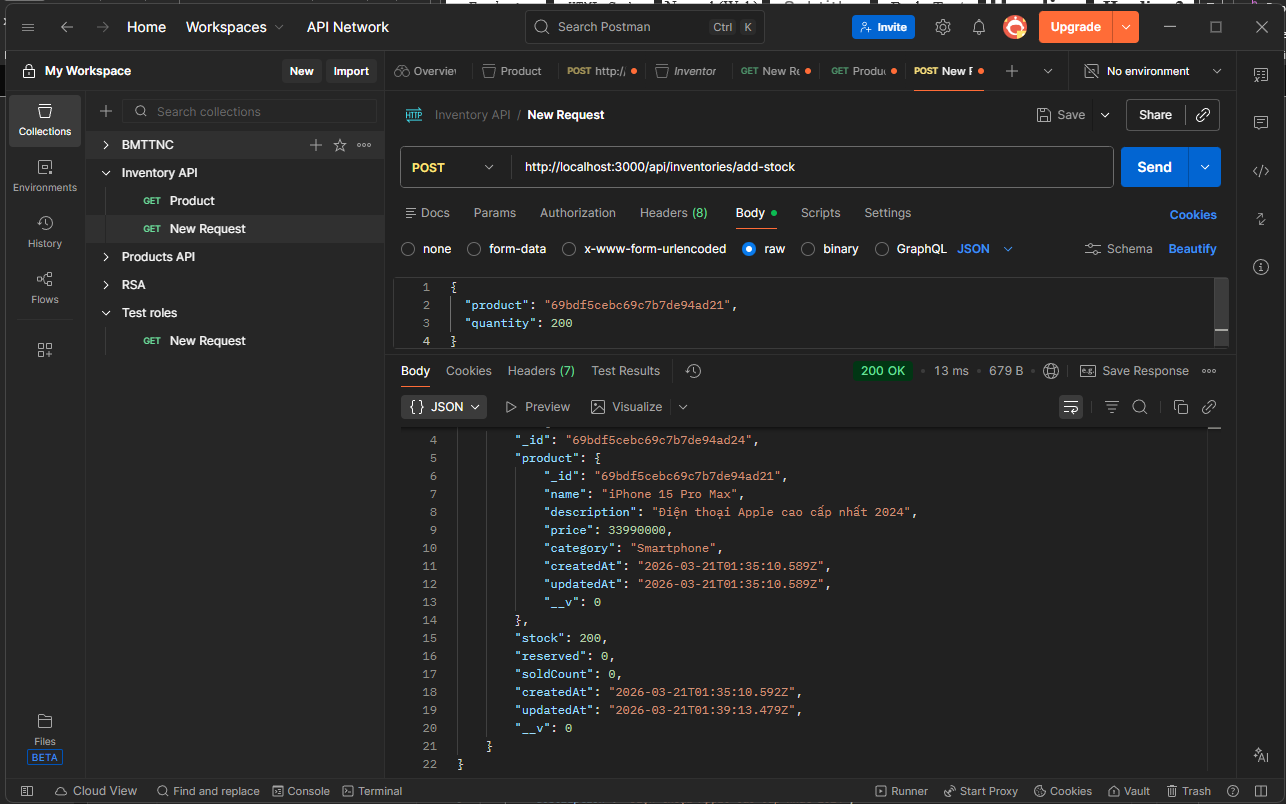 Home Workspaces API Network Search Postman Ctrl K Invite Upgrade
My Workspace New Import Overview Product POST http:/ Inventor GET New Re GET Produc POST New F No environment
Collections
Environments
History
Flows
Files
BETA
Search collections
BMTTNC
Inventory API
GET Product
GET New Request
Products API
RSA
Test roles
GET New Request
HTTP Inventory API / New Request Save Share
POST http://localhost:3000/api/inventories/add-stock Send
Docs Params Authorization Headers (8) Body Scripts Settings Cookies
none form-data x-www-form-urlencoded raw binary GraphQL JSON Schema Beautify
1 {
2 "product": "69bdf5cebc69c7b7de94ad21",
3 "quantity": 200
4 }
Body Cookies Headers (7) Test Results 200 OK • 13 ms • 679 B e.g. Save Response
{} JSON Preview Visualize
4 "_id": "69bdf5cebc69c7b7de94ad24",
5 "product": {
6 "_id": "69bdf5cebc69c7b7de94ad21",
7 "name": "iPhone 15 Pro Max",
8 "description": "Điện thoại Apple cao cấp nhất 2024",
9 "price": 33990000,
10 "category": "Smartphone",
11 "createdAt": "2026-03-21T01:35:10.589Z",
12 "updatedAt": "2026-03-21T01:35:10.589Z",
13 "__v": 0
14 },
15 "stock": 200,
16 "reserved": 0,
17 "soldCount": 0,
18 "createdAt": "2026-03-21T01:35:10.592Z",
19 "updatedAt": "2026-03-21T01:39:13.479Z",
20 "__v": 0
21 }
22 }
Cloud View Find and replace Console Terminal Runner Start Proxy Cookies Vault Trash
AI